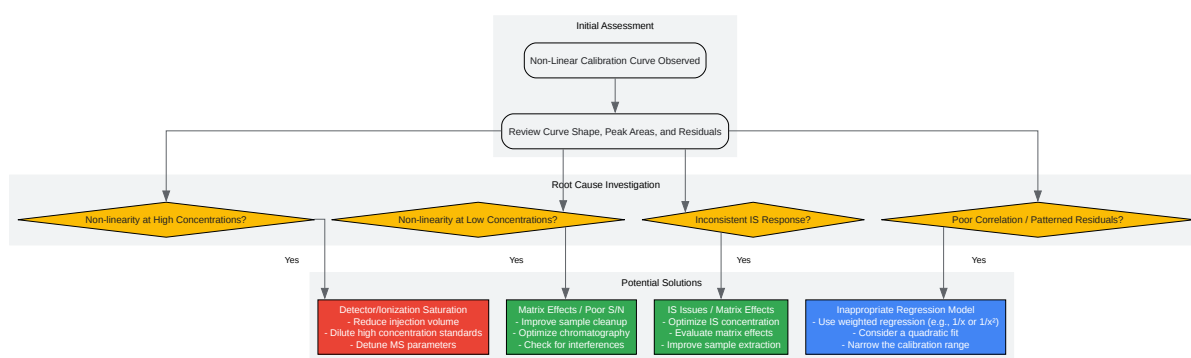 Initial Assessment
Non-Linear Calibration Curve Observed
Review Curve Shape, Peak Areas, and Residuals
Root Cause Investigation
Non-linearity at High Concentrations?
Non-linearity at Low Concentrations?
Inconsistent IS Response?
Poor Correlation / Patterned Residuals?
Yes
Yes
Yes
Yes
Potential Solutions
Detector/Ionization Saturation
- Reduce injection volume
- Dilute high concentration standards
- Detune MS parameters
Matrix Effects / Poor S/N
- Improve sample cleanup
- Optimize chromatography
- Check for interferences
IS Issues / Matrix Effects
- Optimize IS concentration
- Evaluate matrix effects
- Improve sample extraction
Inappropriate Regression Model
- Use weighted regression (e.g., 1/x or 1/x²)
- Consider a quadratic fit
- Narrow the calibration range